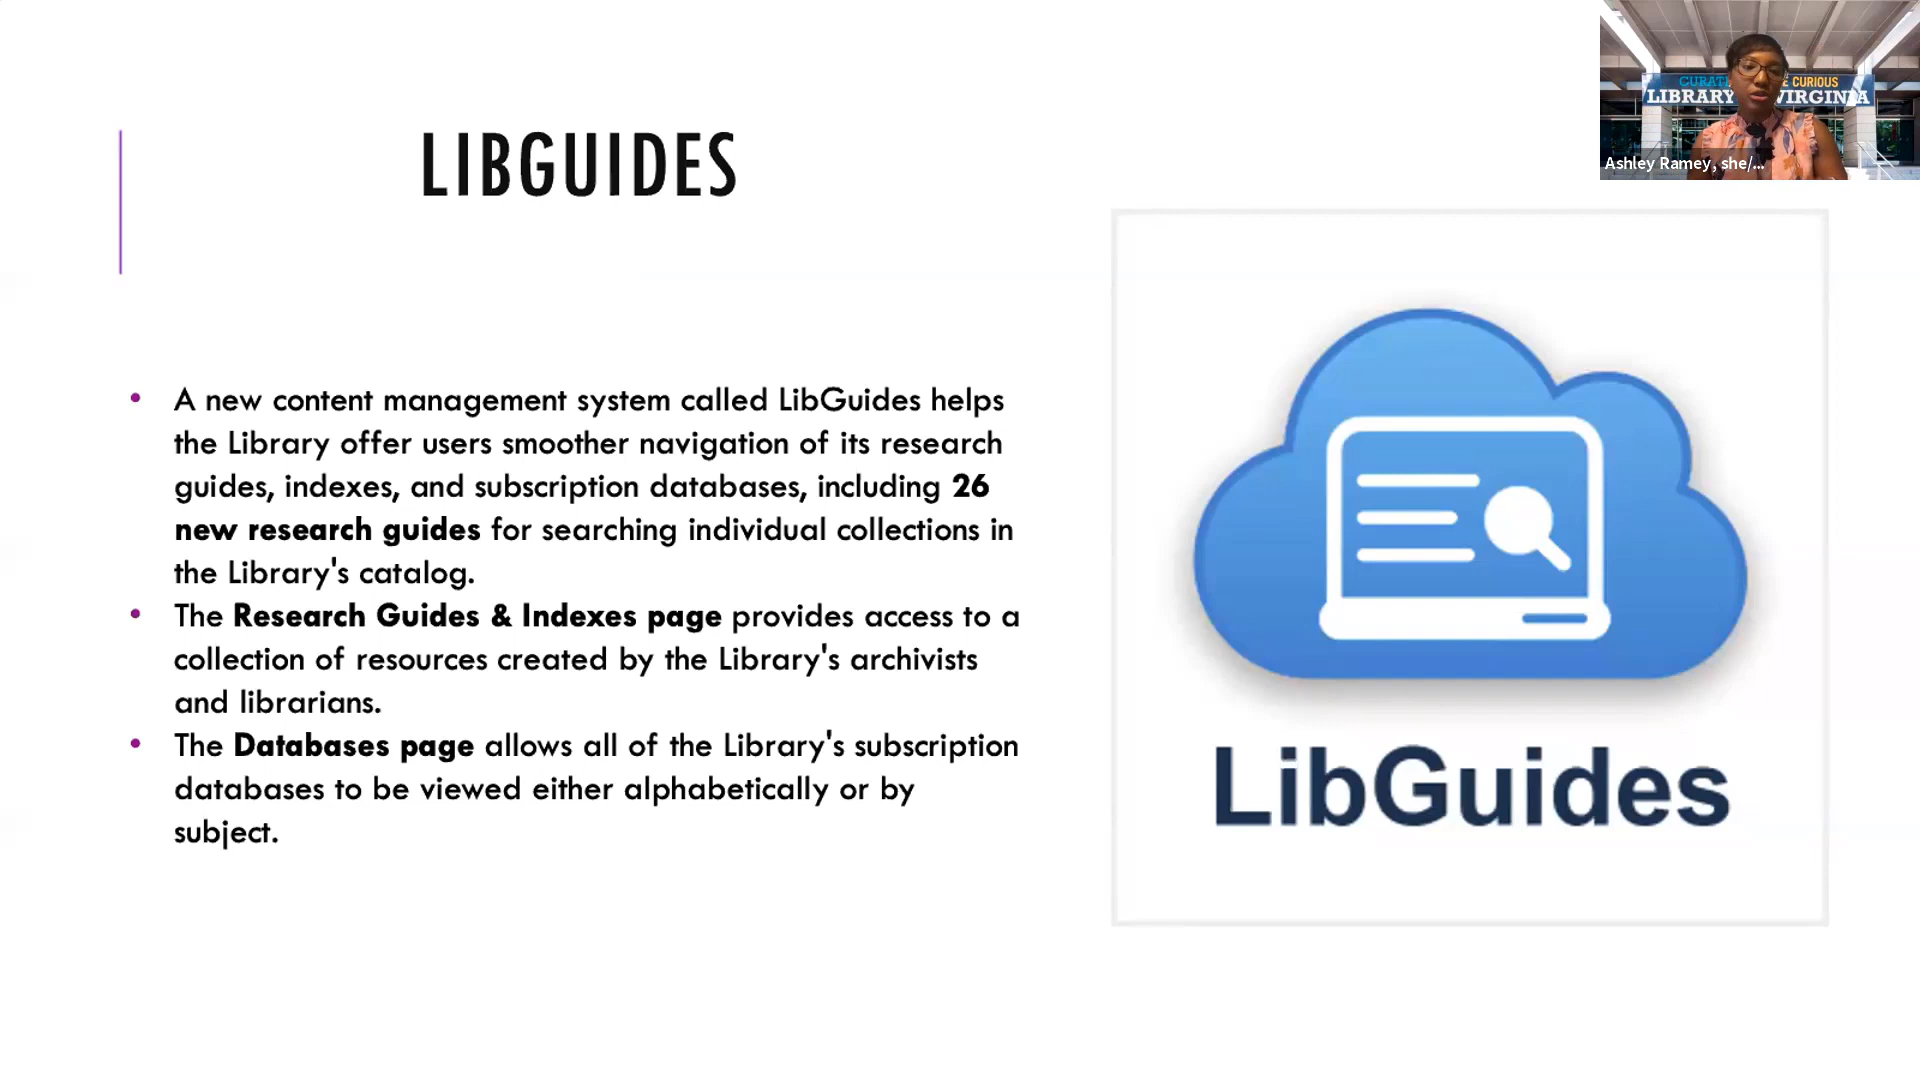 LIBGUIDES
• A new content management system called LibGuides helps
the Library offer users smoother navigation of its research
guides, indexes, and subscription databases, including 26
new research guides for searching individual collections in
the Library's catalog.
• The Research Guides & Indexes page provides access to a
collection of resources created by the Library's archivists
and librarians.
• The Databases page allows all of the Library's subscription
databases to be viewed either alphabetically or by
subject.
CURIOUS
LIBRARY VIRGINIA
Ashley Ramey, she/...
LibGuides